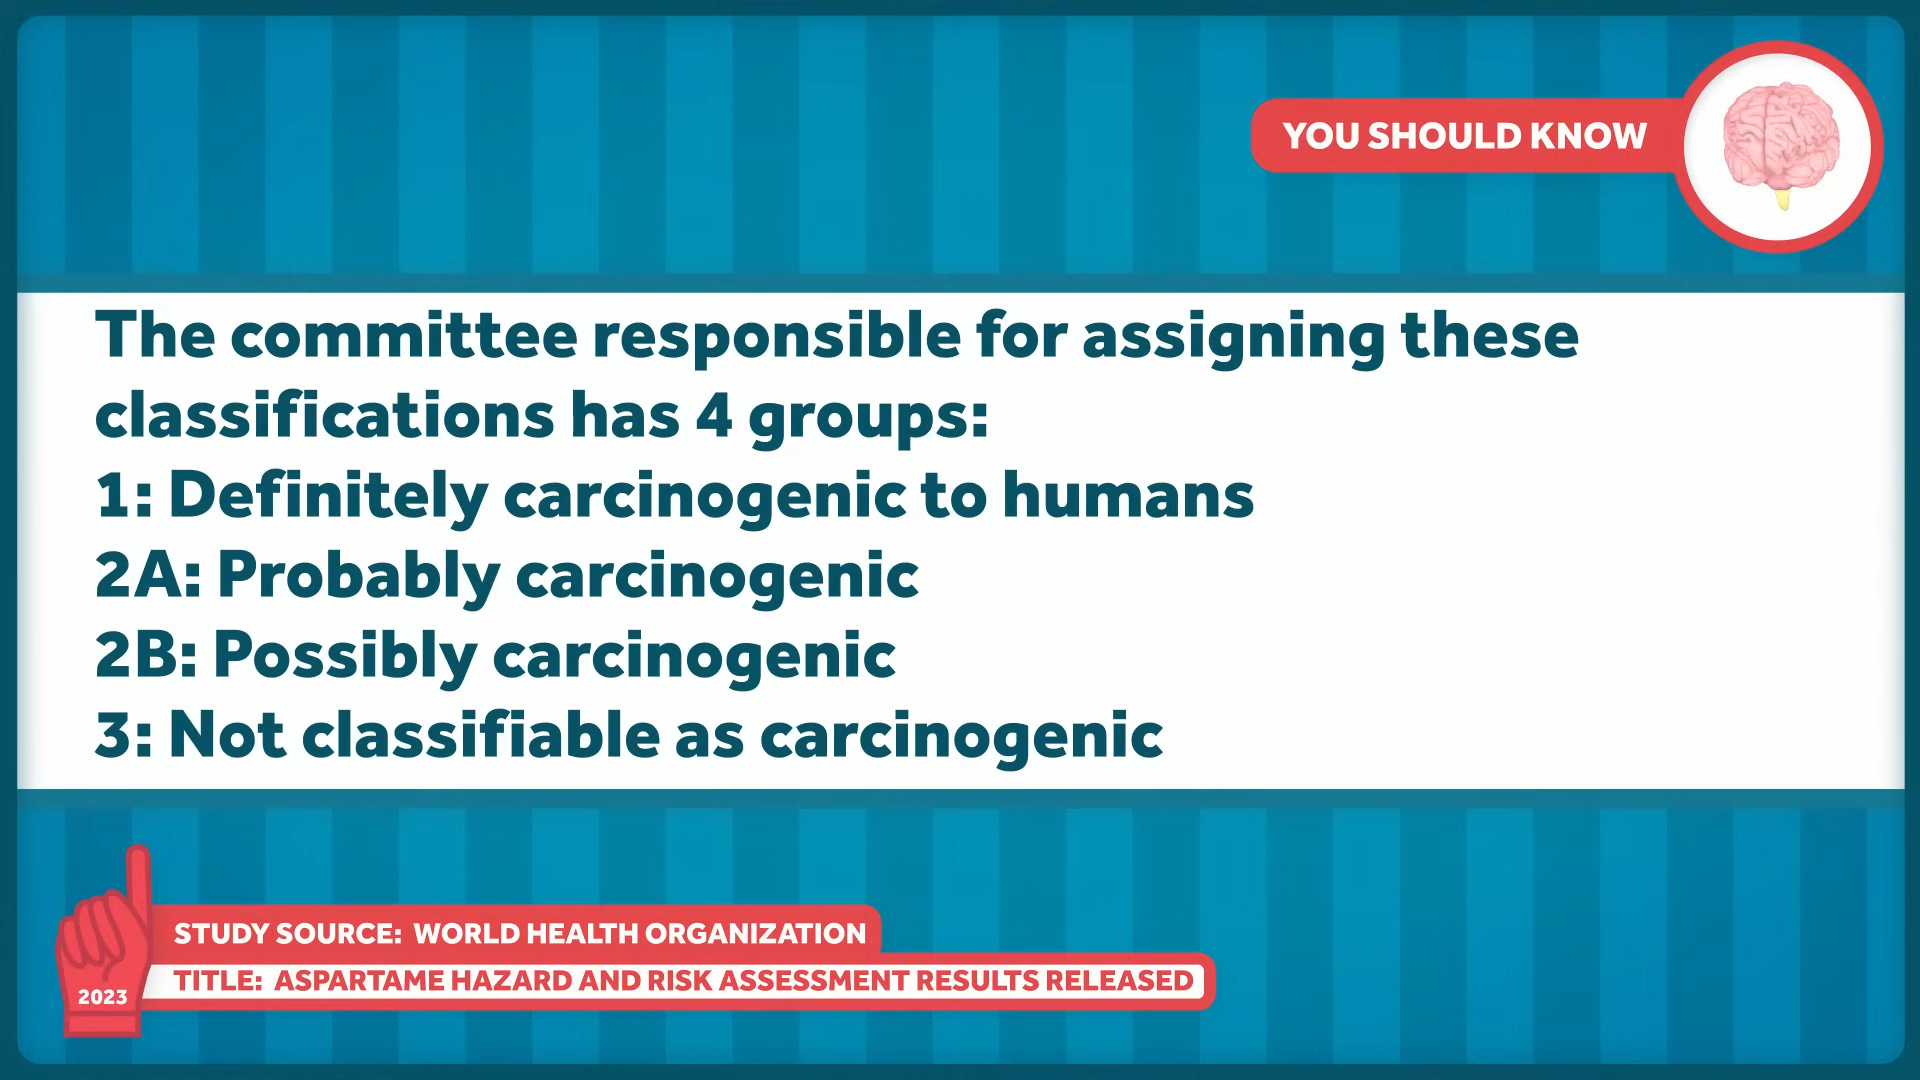 YOU SHOULD KNOW
The committee responsible for assigning these
classifications has 4 groups:
1: Definitely carcinogenic to humans
2A: Probably carcinogenic
2B: Possibly carcinogenic
3: Not classifiable as carcinogenic
STUDY SOURCE: WORLD HEALTH ORGANIZATION
TITLE: ASPARTAME HAZARD AND RISK ASSESSMENT RESULTS RELEASED
2023